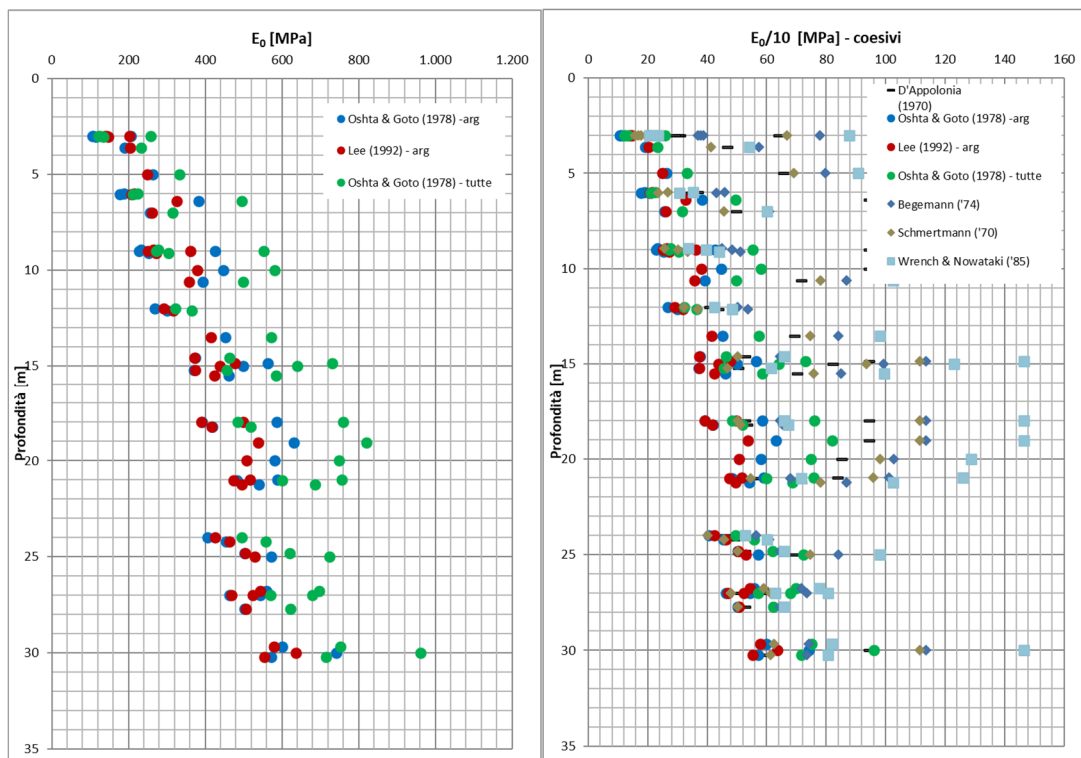 E0 [MPa]
0 200 400 600 800 1.000 1.200
0
5
10
15
20
25
30
35
Profondità [m]
Oshta & Goto (1978) -arg
Lee (1992) - arg
Oshta & Goto (1978) - tutte
E0/10 [MPa] - coesivi
0 20 40 60 80 100 120 140 160
0
5
10
15
20
25
30
35
Profondità [m]
D'Appolonia
(1970)
Oshta & Goto (1978) -arg
Lee (1992) - arg
Oshta & Goto (1978) - tutte
Begemann ('74)
Schmertmann ('70)
Wrench & Nowataki ('85)